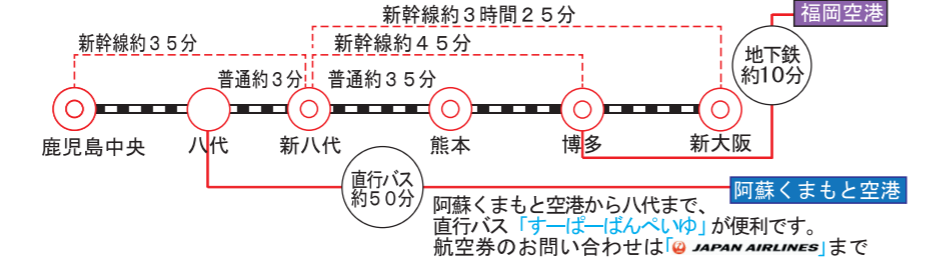 新幹線約３時間２５分
福岡空港
新幹線約３５分
新幹線約４５分
地下鉄
約10分
普通約３分
普通約３５分
鹿児島中央
八代
新八代
熊本
博多
新大阪
直行バス
約５０分
阿蘇くまもと空港
阿蘇くまもと空港から八代まで、
直行バス「すーぱーばんぺいゆ」が便利です。
航空券のお問い合わせは「JAPAN AIRLINES」まで